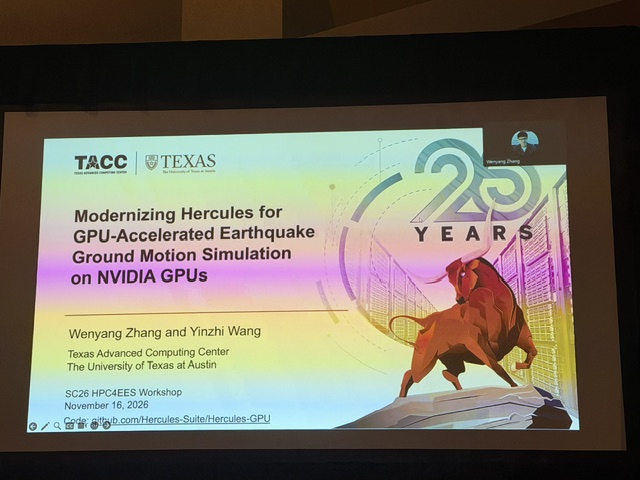 TACC
TEXAS ADVANCED COMPUTING CENTER
TEXAS
The University of Texas at Austin
Wenyang Zhang
25
YEARS
Modernizing Hercules for
GPU-Accelerated Earthquake
Ground Motion Simulation
on NVIDIA GPUs
Wenyang Zhang and Yinzhi Wang
Texas Advanced Computing Center
The University of Texas at Austin
SC26 HPC4EES Workshop
November 16, 2026
Code: github.com/Hercules-Suite/Hercules-GPU